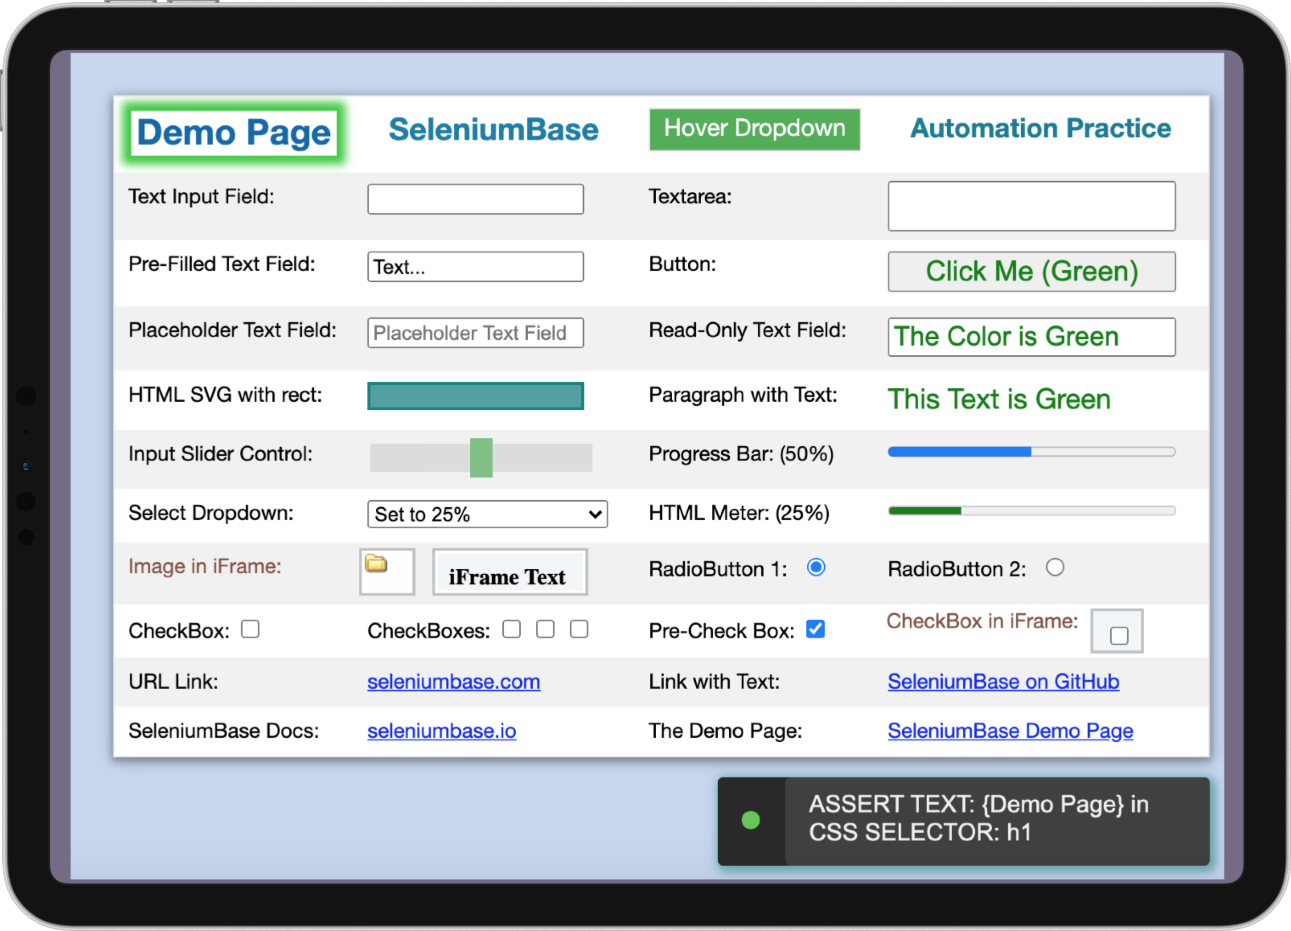 Demo Page SeleniumBase Hover Dropdown Automation Practice
Text Input Field: Textarea:
Pre-Filled Text Field: Text... Button: Click Me (Green)
Placeholder Text Field: Placeholder Text Field Read-Only Text Field: The Color is Green
HTML SVG with rect: Paragraph with Text: This Text is Green
Input Slider Control: Progress Bar: (50%)
Select Dropdown: Set to 25% HTML Meter: (25%)
Image in iFrame: iFrame Text RadioButton 1: RadioButton 2:
CheckBox: CheckBoxes: Pre-Check Box: CheckBox in iFrame:
URL Link: seleniumbase.com Link with Text: SeleniumBase on GitHub
SeleniumBase Docs: seleniumbase.io The Demo Page: SeleniumBase Demo Page
ASSERT TEXT: {Demo Page} in
CSS SELECTOR: h1